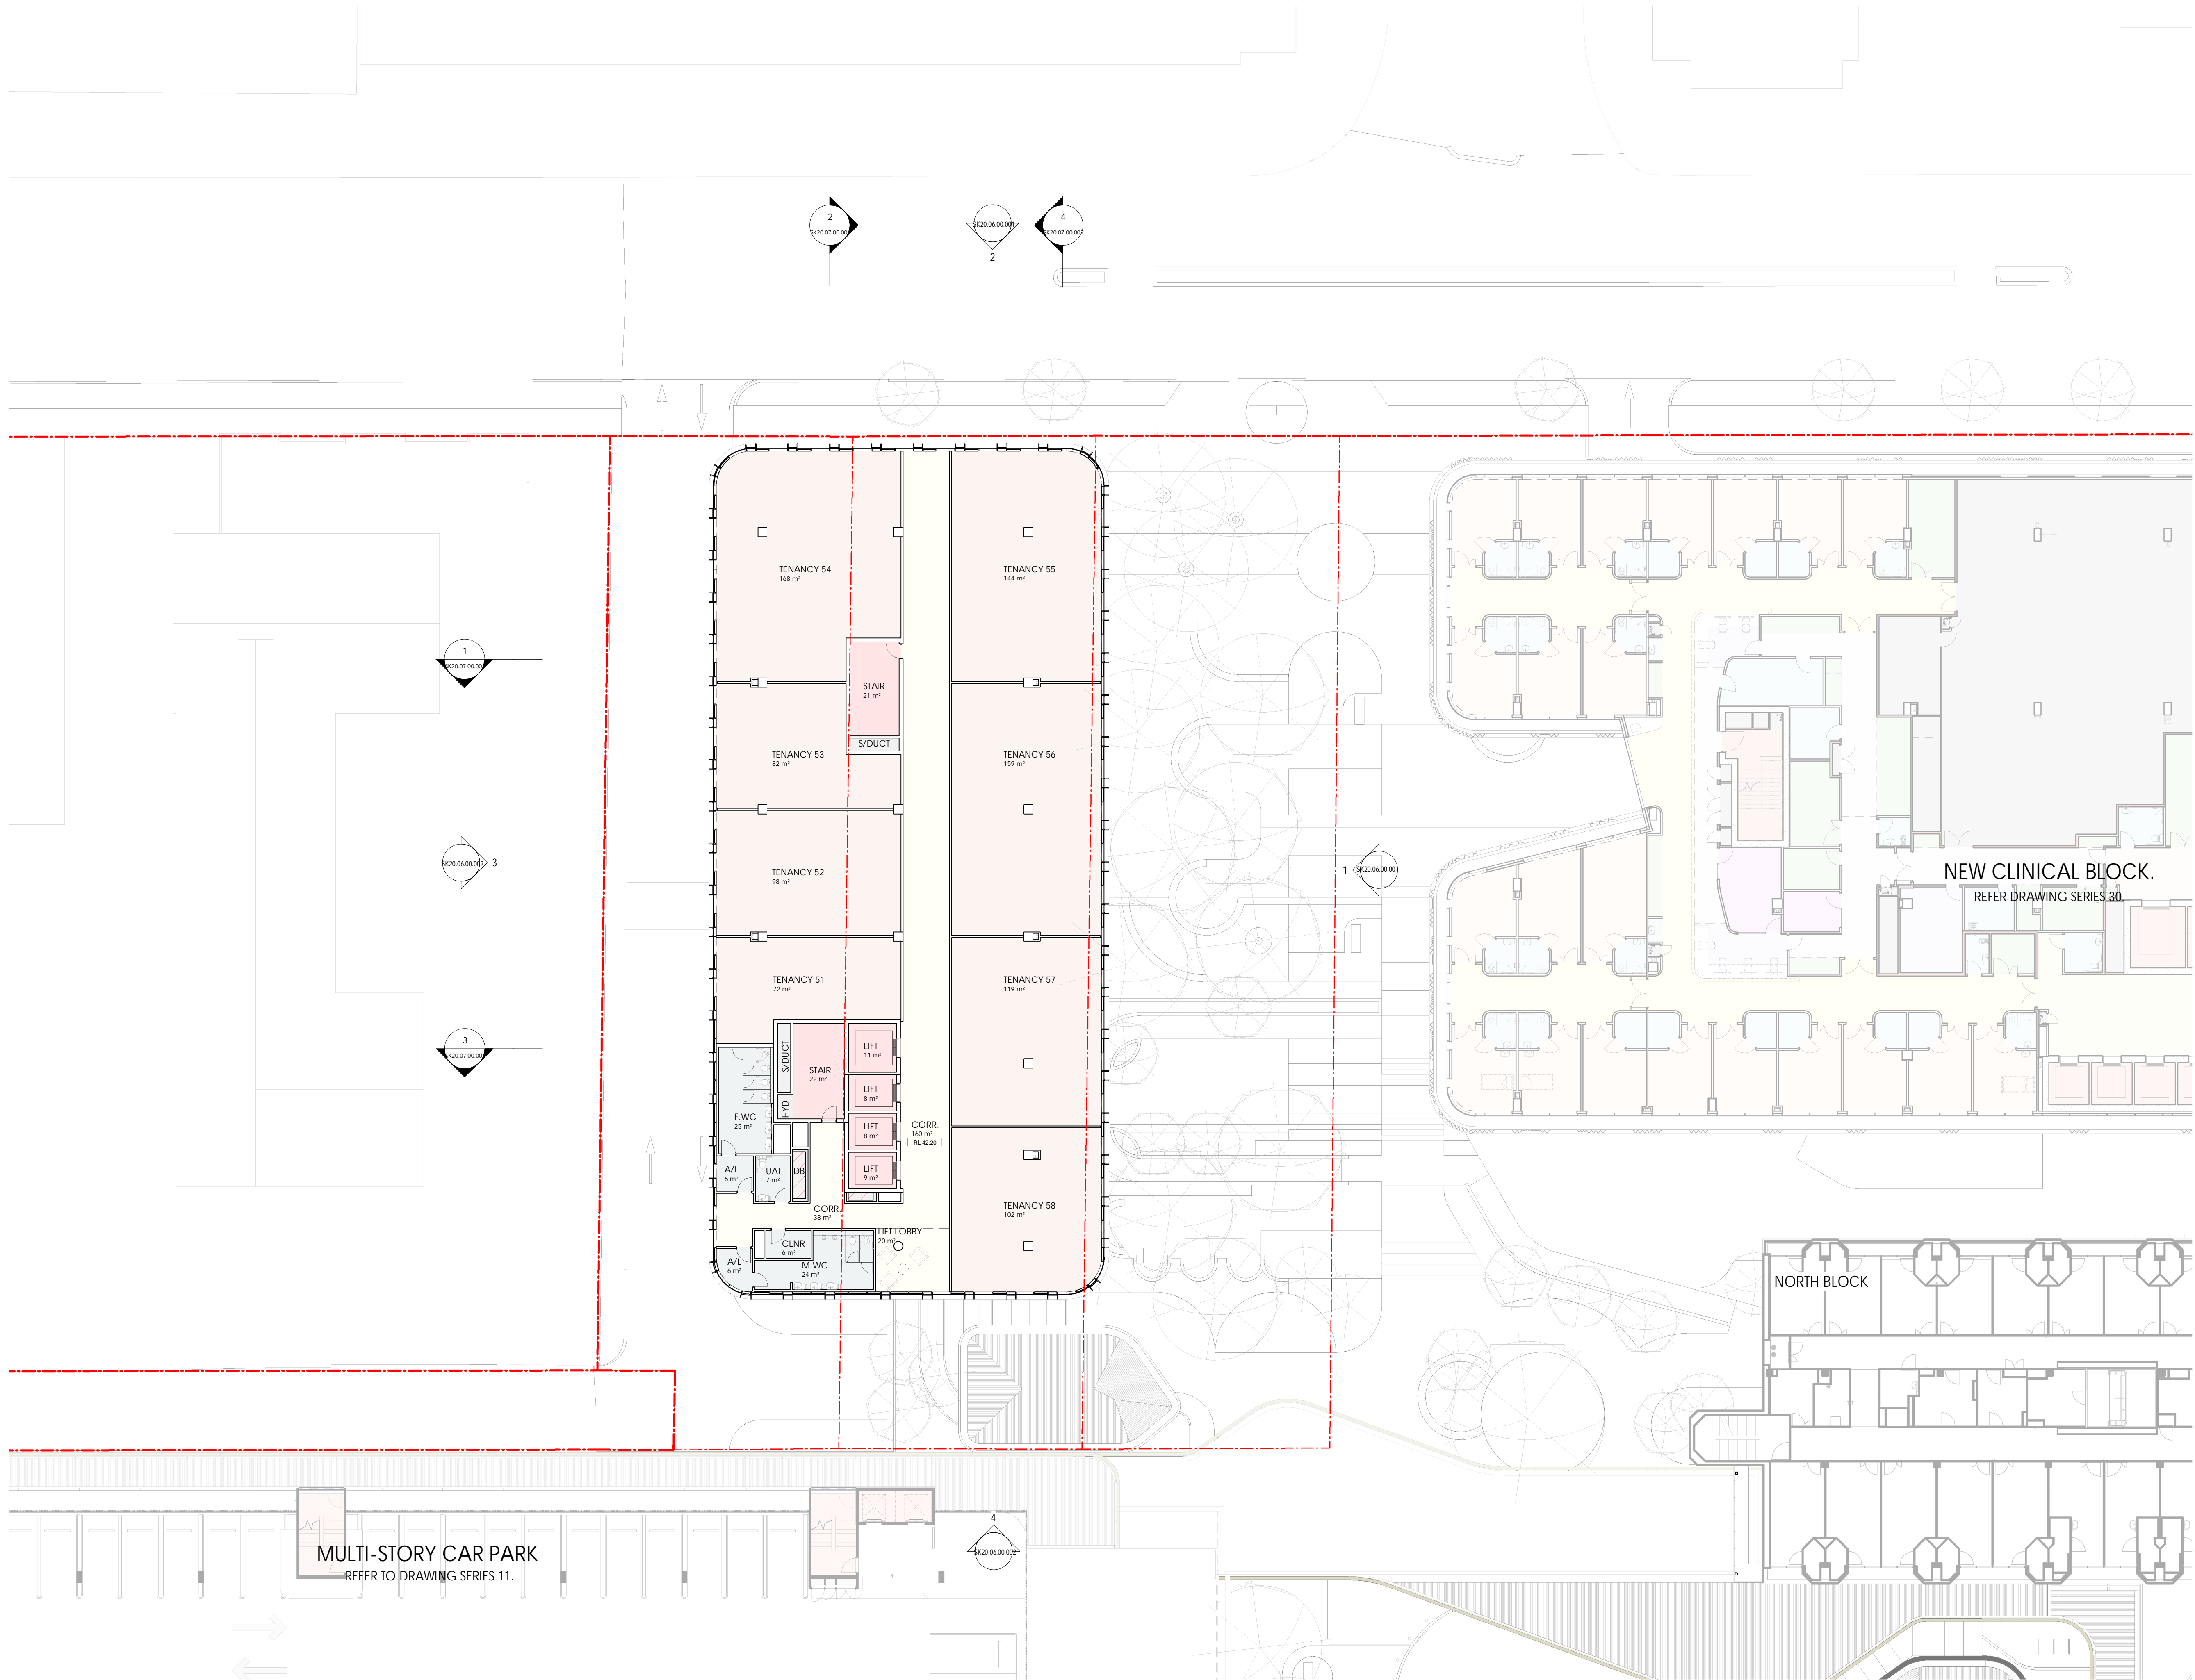 2
SK20.07.00.00
SK20.06.00.001
2
4
SK20.07.00.002
1
SK20.07.00.00
SK20.06.00.002
3
3
SK20.07.00.00
1
SK20.06.00.001
TENANCY 54
168 m²
TENANCY 55
144 m²
STAIR
21 m²
S/DUCT
TENANCY 53
82 m²
TENANCY 56
159 m²
TENANCY 52
98 m²
TENANCY 51
72 m²
TENANCY 57
119 m²
S/DUCT
STAIR
22 m²
HYD
LIFT
11 m²
LIFT
8 m²
LIFT
8 m²
LIFT
9 m²
F.WC
25 m²
CORR.
160 m²
RL 42.20
A/L
6 m²
UAT
7 m²
DB
CORR.
38 m²
TENANCY 58
102 m²
LIFT LOBBY
20 m²
CLNR
6 m²
A/L
6 m²
M.WC
24 m²
NEW CLINICAL BLOCK.
REFER DRAWING SERIES 30.
NORTH BLOCK
MULTI-STORY CAR PARK
REFER TO DRAWING SERIES 11.
4
SK20.06.00.002